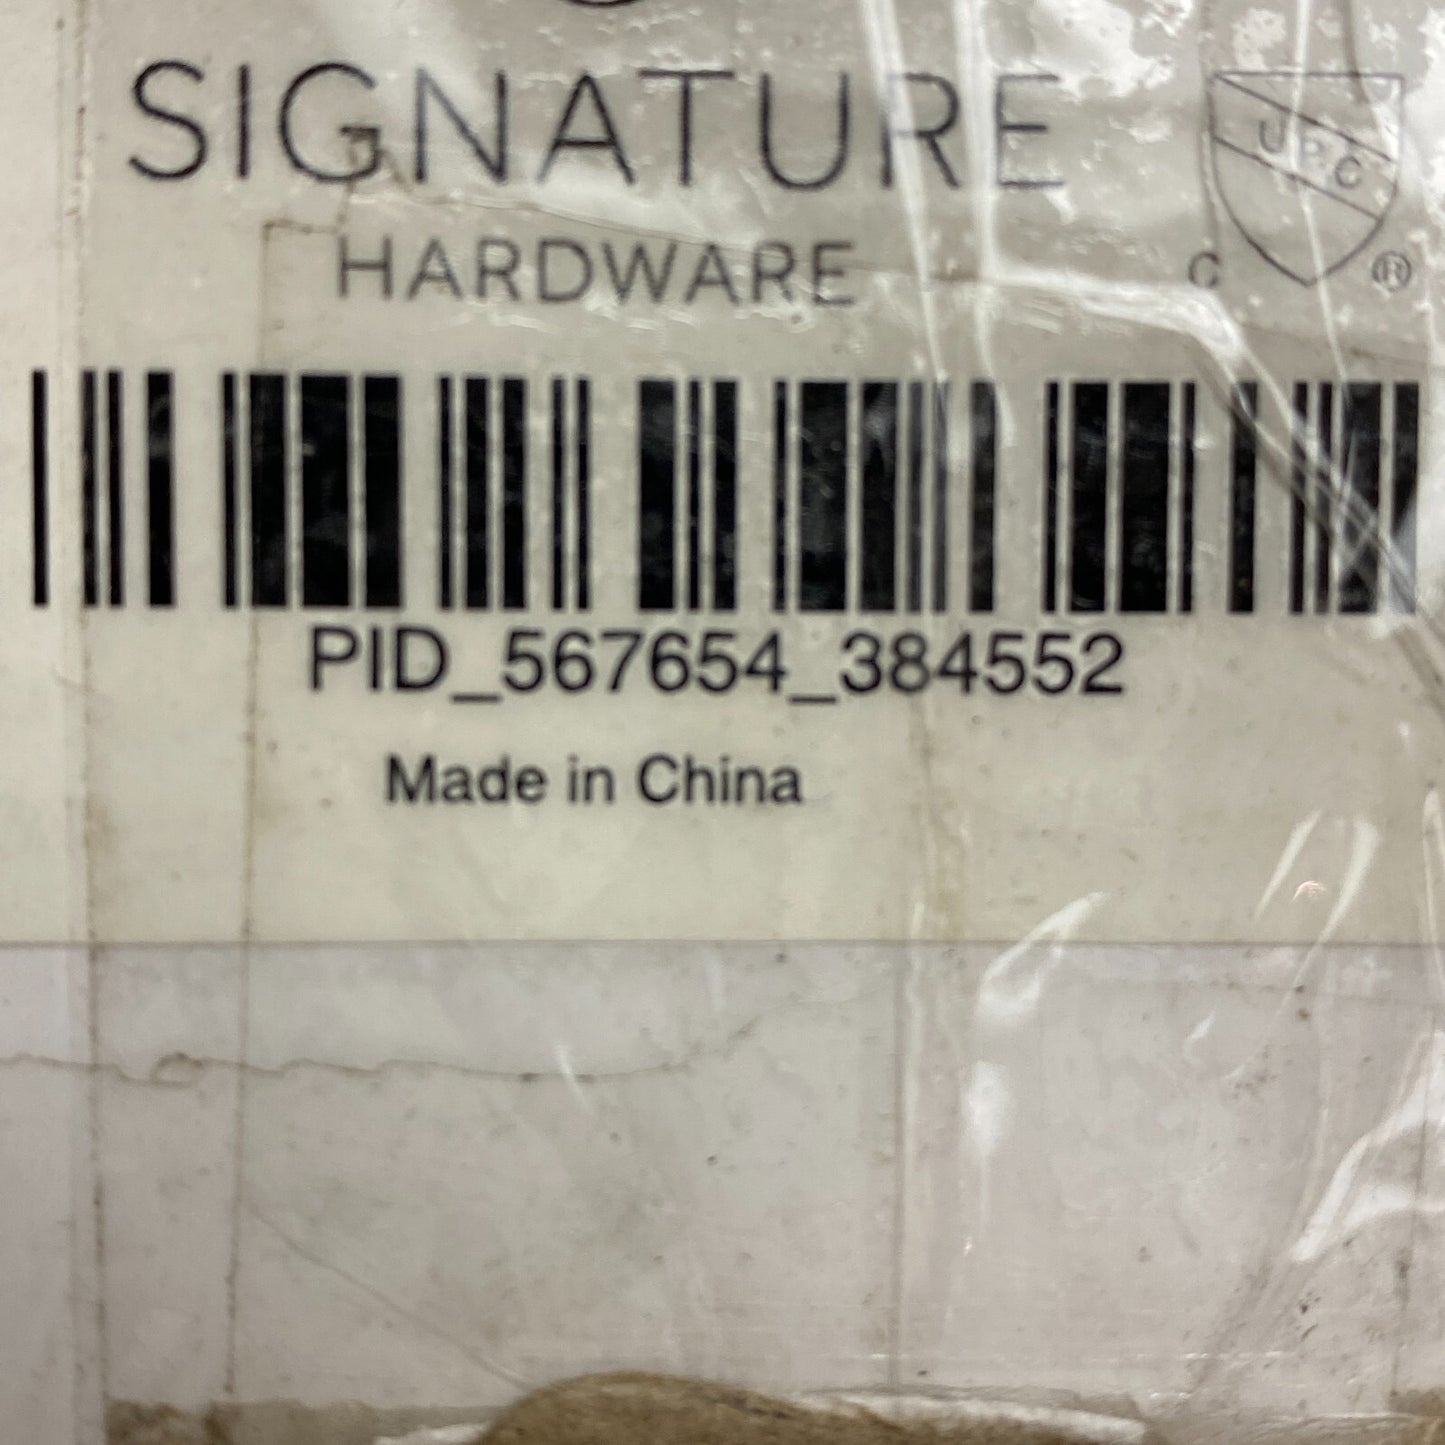 SIGNATURE
HARDWARE
UPC
C ®
PID_567654_384552
Made in China